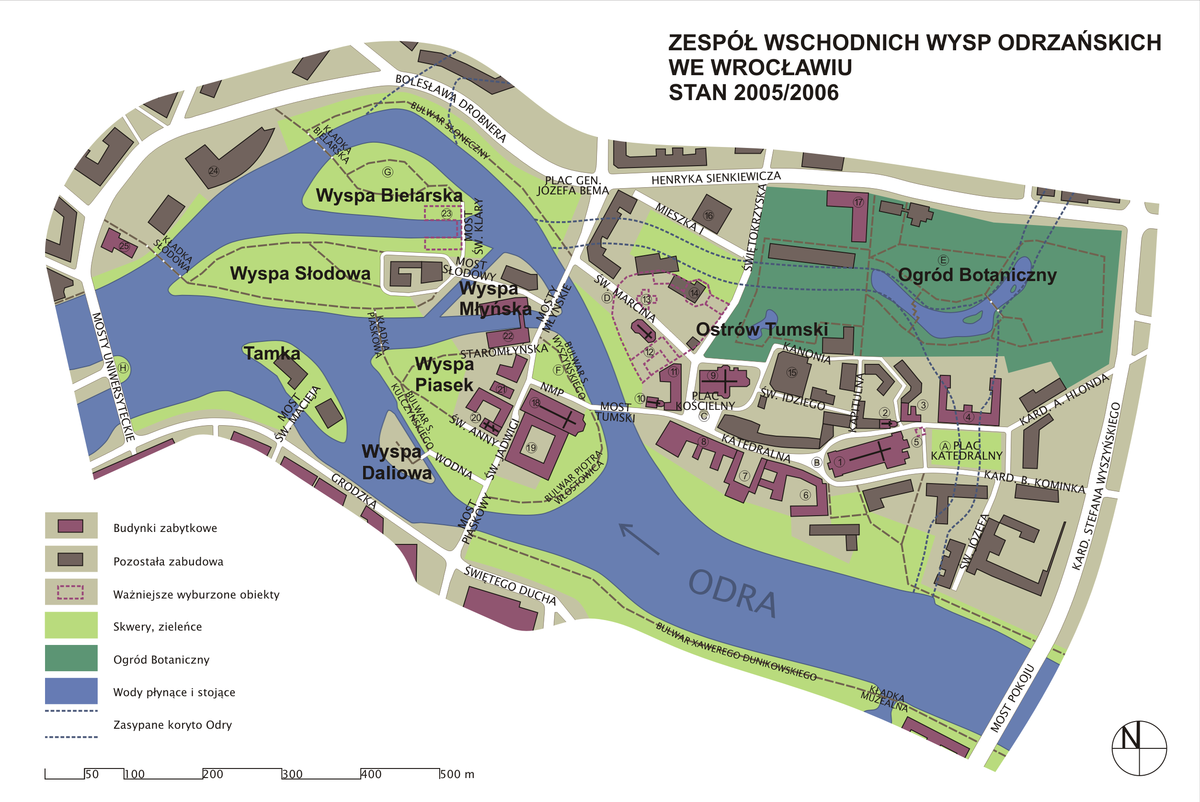 ZESPÓŁ WSCHODNICH WYSP ODRZAŃSKICH
WE WROCŁAWIU
STAN 2005/2006
BOLESŁAWA DROBNERA
BULWAR SŁONECZNY
KŁADKA
BIELARSKA
PLAC GEN.
JÓZEFA BEMA
HENRYKA SIENKIEWICZA
G
24
Wyspa Bielarska
23
MOST
ŚW. KLARY
MIESZKA I
16
17
ŚWIĘTOKRZYSKA
25
KŁADKA
SŁODOWA
Wyspa Słodowa
MOST
SŁODOWY
Wyspa
Młyńska
MOSTY
MŁYŃSKIE
ŚW. MARCINA
D
13
14
E
Ogród Botaniczny
Ostrów Tumski
MOSTY UNIWERSYTECKIE
KŁADKA
PIASKOWA
22
STAROMŁYŃSKA
12
KANONIA
Tamka
H
Wyspa
Piasek
BULWAR S.
WYSZYŃSKIEGO
F
11
9
15
MOST
ŚW. MACIEJA
BULWAR S.
KULCZYŃSKIEGO
21
NMP
18
10
MOST
TUMSKI
PLAC
KOŚCIELNY
C
ŚW. IDZIEGO
KAPITULNA
2
3
4
KARD. A. HLONDA
20
ŚW. ANNY
ŚW. JADWIGI
19
8
KATEDRALNA
7
6
B
1
5
A
PLAC
KATEDRALNY
Wyspa
Daliowa
WODNA
BULWAR PIOTRA
WŁOSTOWICA
KARD. B. KOMINKA
KARD. STEFANA WYSZYŃSKIEGO
GRODZKA
MOST
PIASKOWY
ŚW. JÓZEFA
ŚWIĘTEGO DUCHA
ODRA
BULWAR XAWEREGO DUNIKOWSKIEGO
KŁADKA
MUZEALNA
MOST POKOJU
Budynki zabytkowe
Pozostała zabudowa
Ważniejsze wyburzone obiekty
Skwery, zieleńce
Ogród Botaniczny
Wody płynące i stojące
Zasypane koryto Odry
50
100
200
300
400
500 m
N